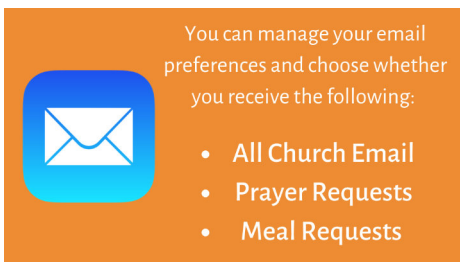 You can manage your email
preferences and choose whether
you receive the following:
• All Church Email
• Prayer Requests
• Meal Requests